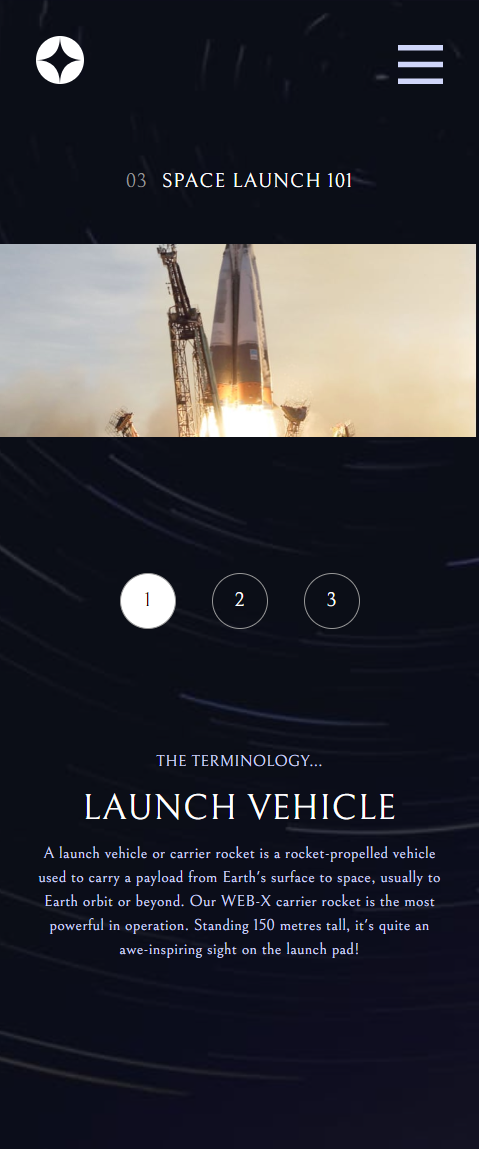 03 SPACE LAUNCH 101
1 2 3
THE TERMINOLOGY...
LAUNCH VEHICLE
A launch vehicle or carrier rocket is a rocket-propelled vehicle
used to carry a payload from Earth's surface to space, usually to
Earth orbit or beyond. Our WEB-X carrier rocket is the most
powerful in operation. Standing 150 metres tall, it's quite an
awe-inspiring sight on the launch pad!